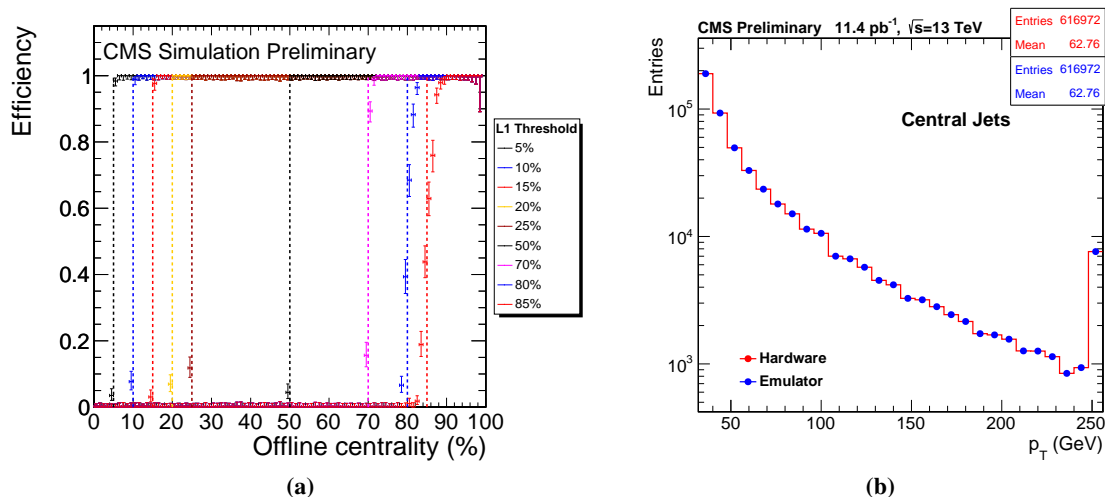 CMS Simulation Preliminary
Efficiency
1
0.8
0.6
0.4
0.2
0
0 10 20 30 40 50 60 70 80 90 100
Offline centrality (%)
L1 Threshold
5%
10%
15%
20%
25%
50%
70%
80%
85%
(a)
CMS Preliminary 11.4 pb⁻¹, √s=13 TeV
Entries 616972
Mean 62.76
Entries 616972
Mean 62.76
Entries
10⁵
10⁴
10³
Central Jets
Hardware
Emulator
50 100 150 200 250
p_T (GeV)
(b)